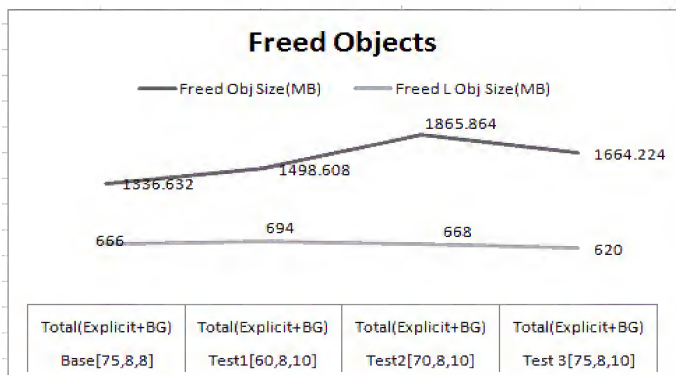 Freed Objects
Freed Obj Size(MB) Freed L Obj Size(MB)
1336.632 1498.608 1865.864 1664.224
666 694 668 620
Total(Explicit+BG) Total(Explicit+BG) Total(Explicit+BG) Total(Explicit+BG)
Base[75,8,8] Test1[60,8,10] Test2[70,8,10] Test 3[75,8,10]